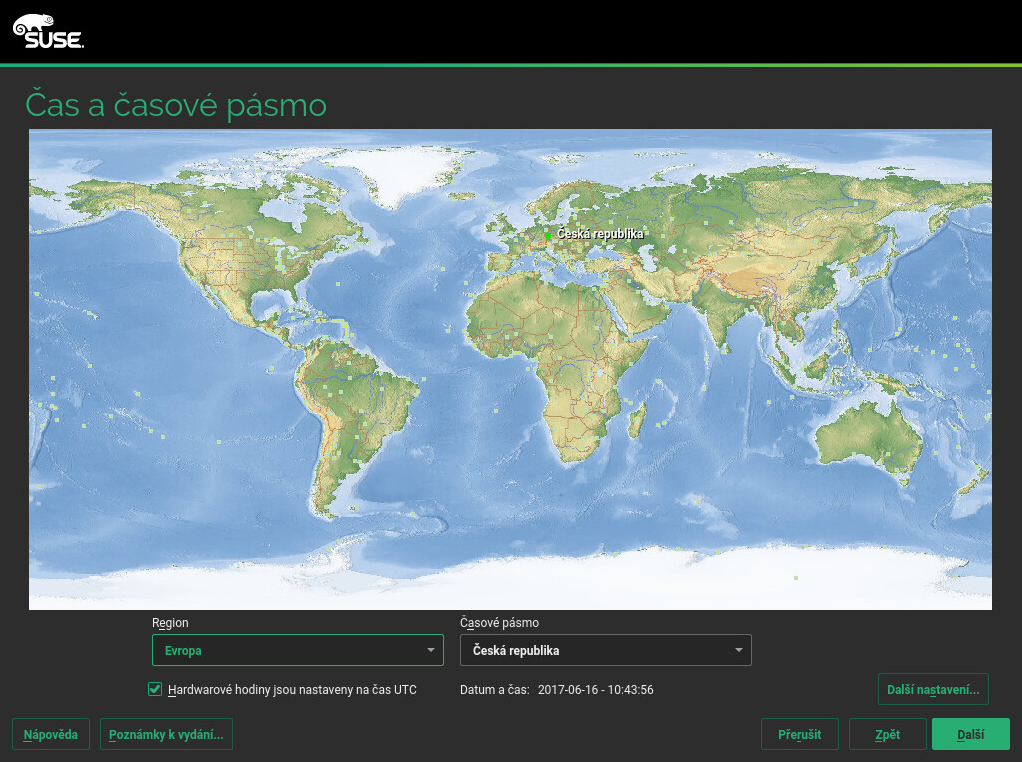 SUSE
Čas a časové pásmo
Česká republika
Region
Časové pásmo
Evropa
Česká republika
Hardwarové hodiny jsou nastaveny na čas UTC
Datum a čas: 2017-06-16 - 10:43:56
Další nastavení...
Nápověda
Poznámky k vydání...
Přerušit
Zpět
Další